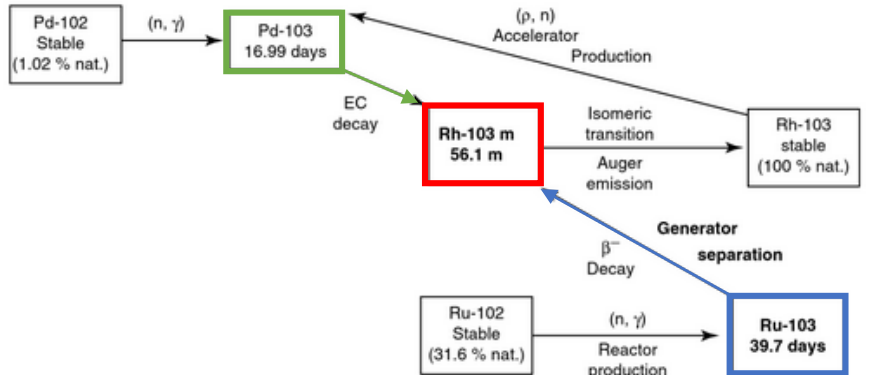 Pd-102
Stable
(1.02 % nat.)
(n, γ)
Pd-103
16.99 days
(ρ, n)
Accelerator
Production
EC
decay
Rh-103 m
56.1 m
Isomeric
transition
Auger
emission
Rh-103
stable
(100 % nat.)
Generator
separation
β⁻
Decay
Ru-102
Stable
(31.6 % nat.)
(n, γ)
Reactor
production
Ru-103
39.7 days